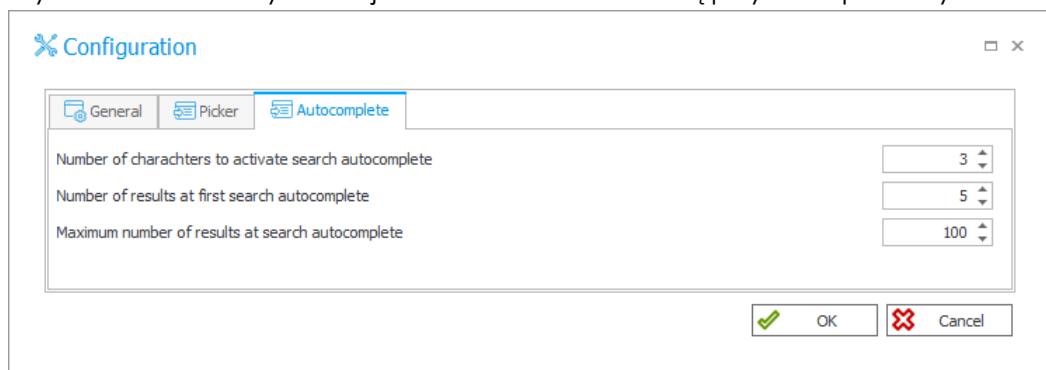 Configuration
General Picker Autocomplete
Number of charachters to activate search autocomplete 3
Number of results at first search autocomplete 5
Maximum number of results at search autocomplete 100
OK Cancel